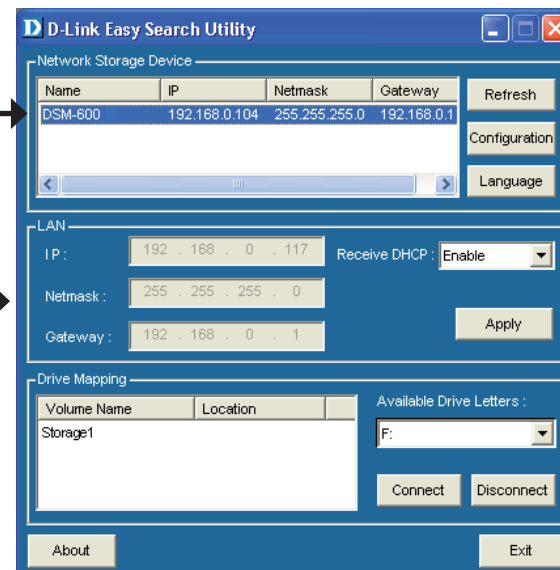 D D-Link Easy Search Utility
Network Storage Device
Name IP Netmask Gateway
DSM-600 192.168.0.104 255.255.255.0 192.168.0.1
Refresh
Configuration
Language
LAN
IP : 192 . 168 . 0 . 117 Receive DHCP : Enable
Netmask : 255 . 255 . 255 . 0
Gateway : 192 . 168 . 0 . 1 Apply
Drive Mapping
Volume Name Location Available Drive Letters :
Storage1 F:
Connect Disconnect
About Exit